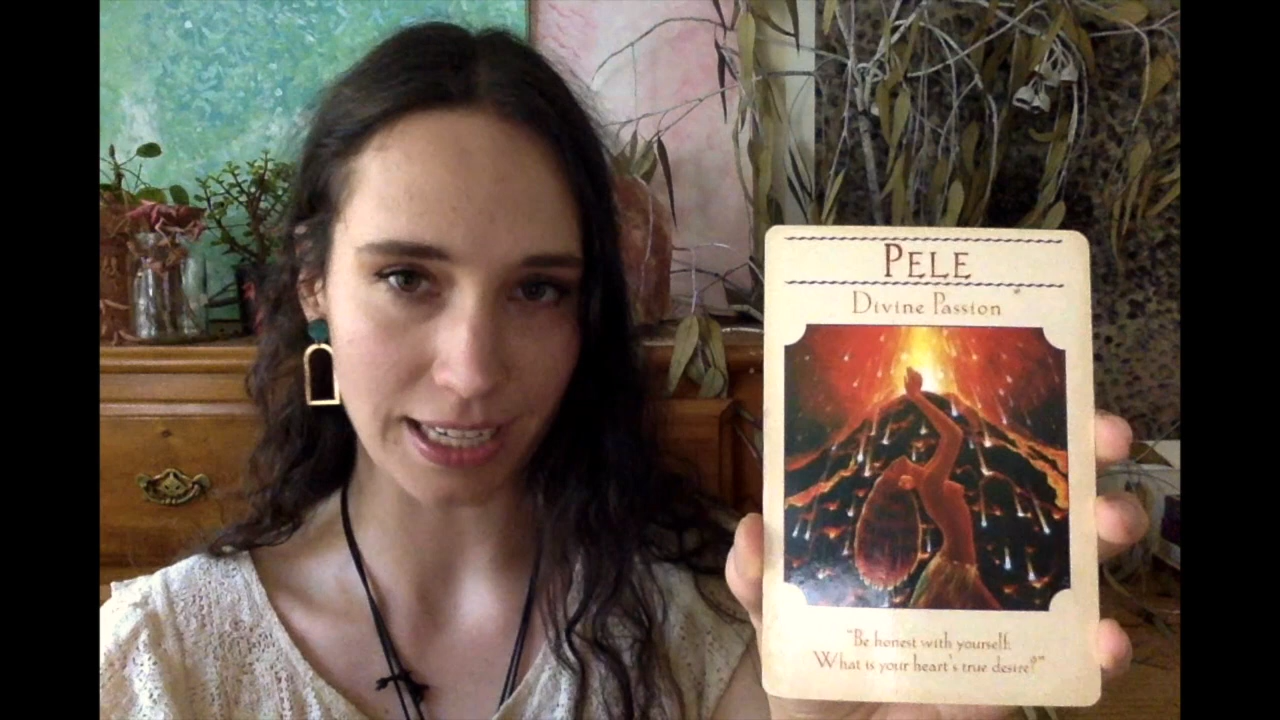 PELE
Divine Passion
"Be honest with yourself:
What is your heart's true desire?"